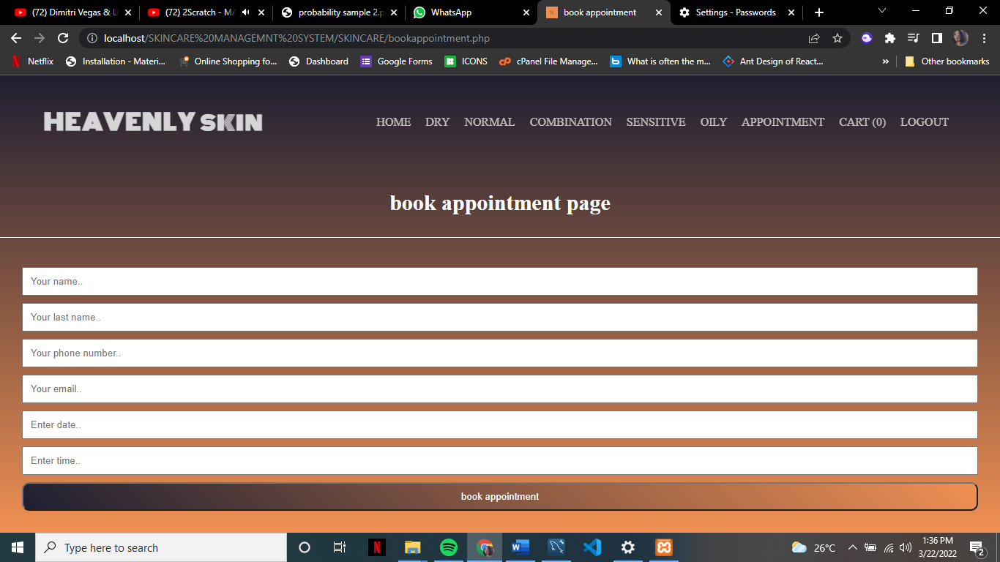 (72) Dimitri Vegas & Li
(72) 2Scratch - MA
probability sample 2.p
WhatsApp
book appointment
Settings - Passwords
localhost/SKINCARE%20MANAGEMNT%20SYSTEM/SKINCARE/bookappointment.php
Netflix
Installation - Materi...
Online Shopping fo...
Dashboard
Google Forms
ICONS
cPanel File Manage...
What is often the m...
Ant Design of React...
»
Other bookmarks
HEAVENLY SKIN
HOME DRY NORMAL COMBINATION SENSITIVE OILY APPOINTMENT CART (0) LOGOUT
book appointment page
Your name..
Your last name..
Your phone number..
Your email..
Enter date..
Enter time..
book appointment
Type here to search
26°C
1:36 PM
3/22/2022
2